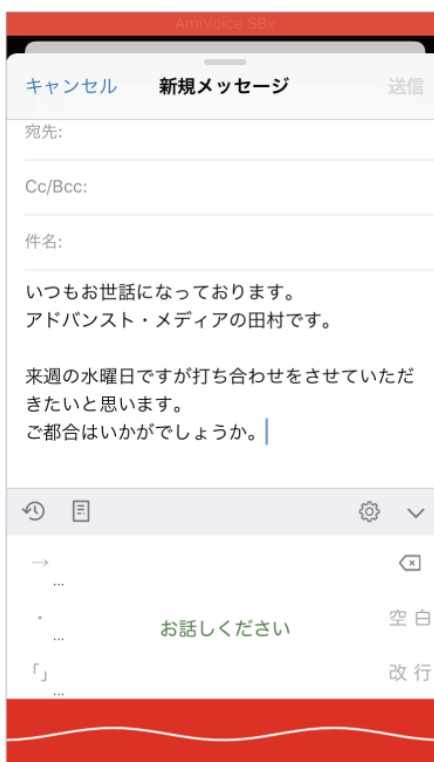 AmiVoice SBx
キャンセル 新規メッセージ 送信
宛先:
Cc/Bcc:
件名:
いつもお世話になっております。
アドバンスト・メディアの田村です。
来週の水曜日ですが打ち合わせをさせていただ
きたいと思います。
ご都合はいかがでしょうか。
→
...
・
...
お話しください
空白
「」
...
改行